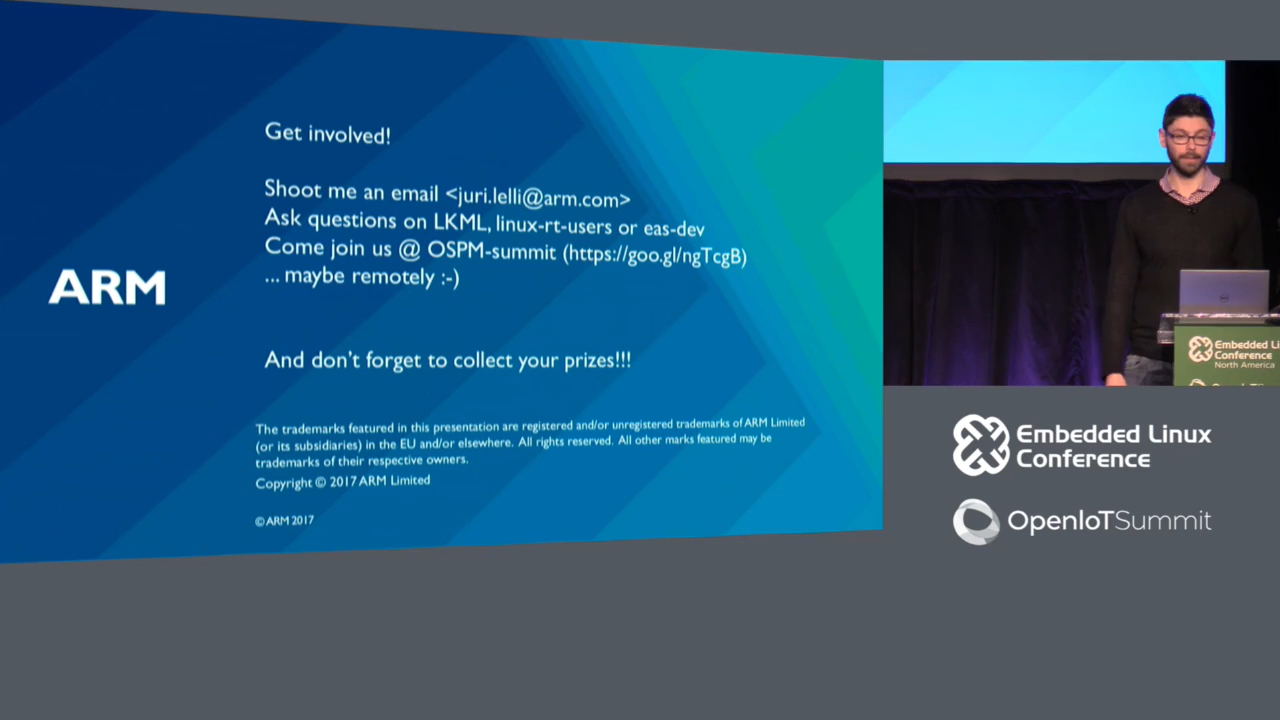 Get involved!
Shoot me an email <juri.lelli@arm.com>
Ask questions on LKML, linux-rt-users or eas-dev
Come join us @ OSPM-summit (https://goo.gl/ngTcgB)
... maybe remotely :-)
ARM
And don't forget to collect your prizes!!!
The trademarks featured in this presentation are registered and/or unregistered trademarks of ARM Limited
(or its subsidiaries) in the EU and/or elsewhere. All rights reserved. All other marks featured may be
trademarks of their respective owners.
Copyright © 2017 ARM Limited
© ARM 2017
Embedded Li
Conference
North America
Embedded Linux
Conference
OpenIoTSummit